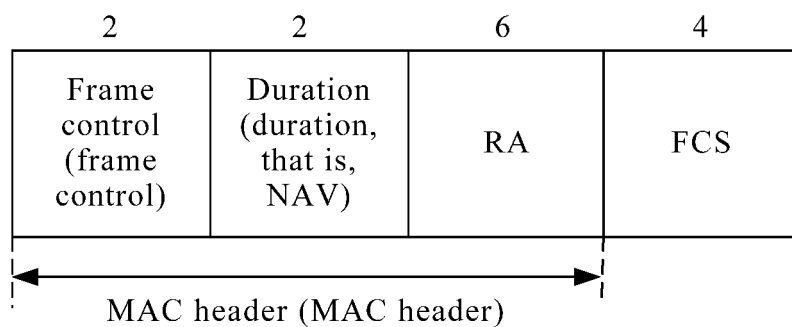 2 2 6 4
Frame
control
(frame
control)
Duration
(duration,
that is,
NAV)
RA
FCS
MAC header (MAC header)